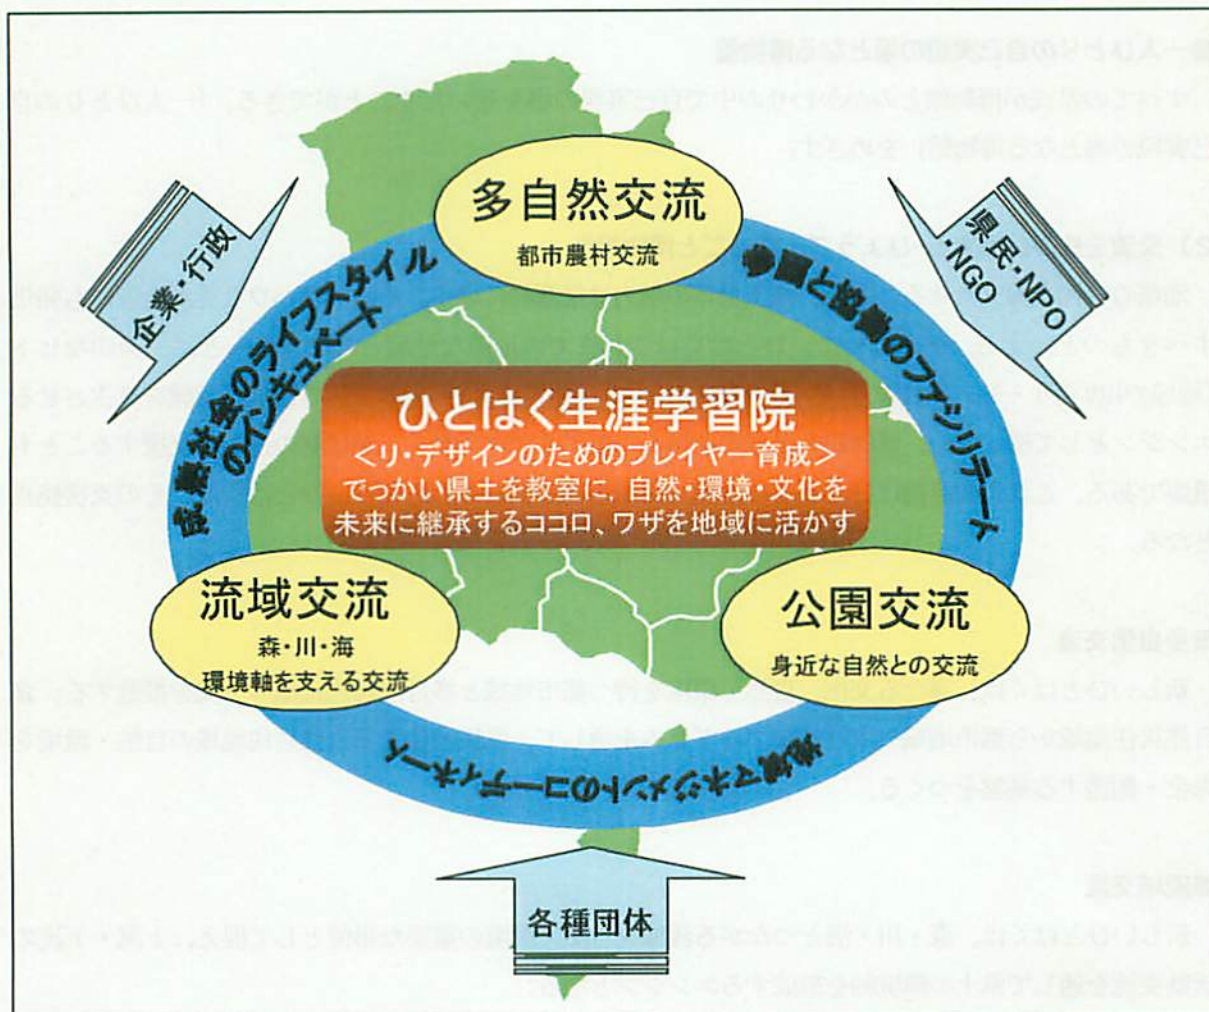 多自然交流
都市農村交流
企業・行政
県民・NPO
・NGO
成熟社会のライフスタイル
のインキュベート
参画と協働のファシリテート
ひとはく生涯学習院
<リ・デザインのためのプレイヤー育成>
でっかい県土を教室に、自然・環境・文化を
未来に継承するココロ、ワザを地域に活かす
流域交流
森・川・海
環境軸を支える交流
公園交流
身近な自然との交流
地域マネジメントのコーディネート
各種団体